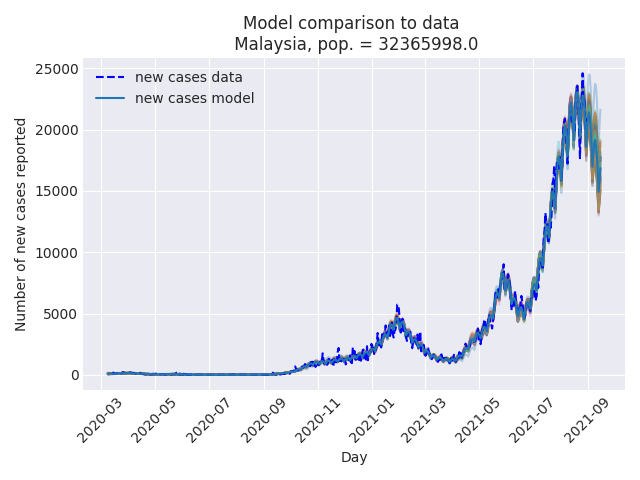 Model comparison to data
Malaysia, pop. = 32365998.0
new cases data
new cases model
Number of new cases reported
25000
20000
15000
10000
5000
0
2020-03
2020-05
2020-07
2020-09
2020-11
2021-01
2021-03
2021-05
2021-07
2021-09
Day